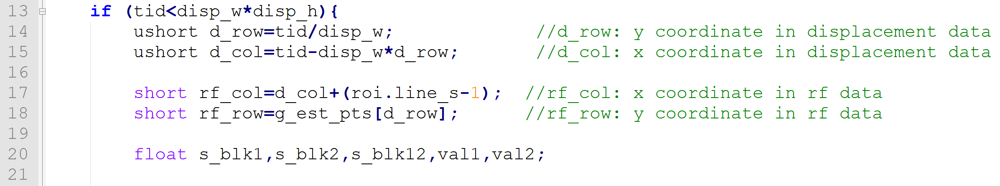 13 if (tid<disp_w*disp_h){
14 ushort d_row=tid/disp_w; //d_row: y coordinate in displacement data
15 ushort d_col=tid-disp_w*d_row; //d_col: x coordinate in displacement data
16
17 short rf_col=d_col+(roi.line_s-1); //rf_col: x coordinate in rf data
18 short rf_row=g_est_pts[d_row]; //rf_row: y coordinate in rf data
19
20 float s_blk1,s_blk2,s_blk12,val1,val2;
21